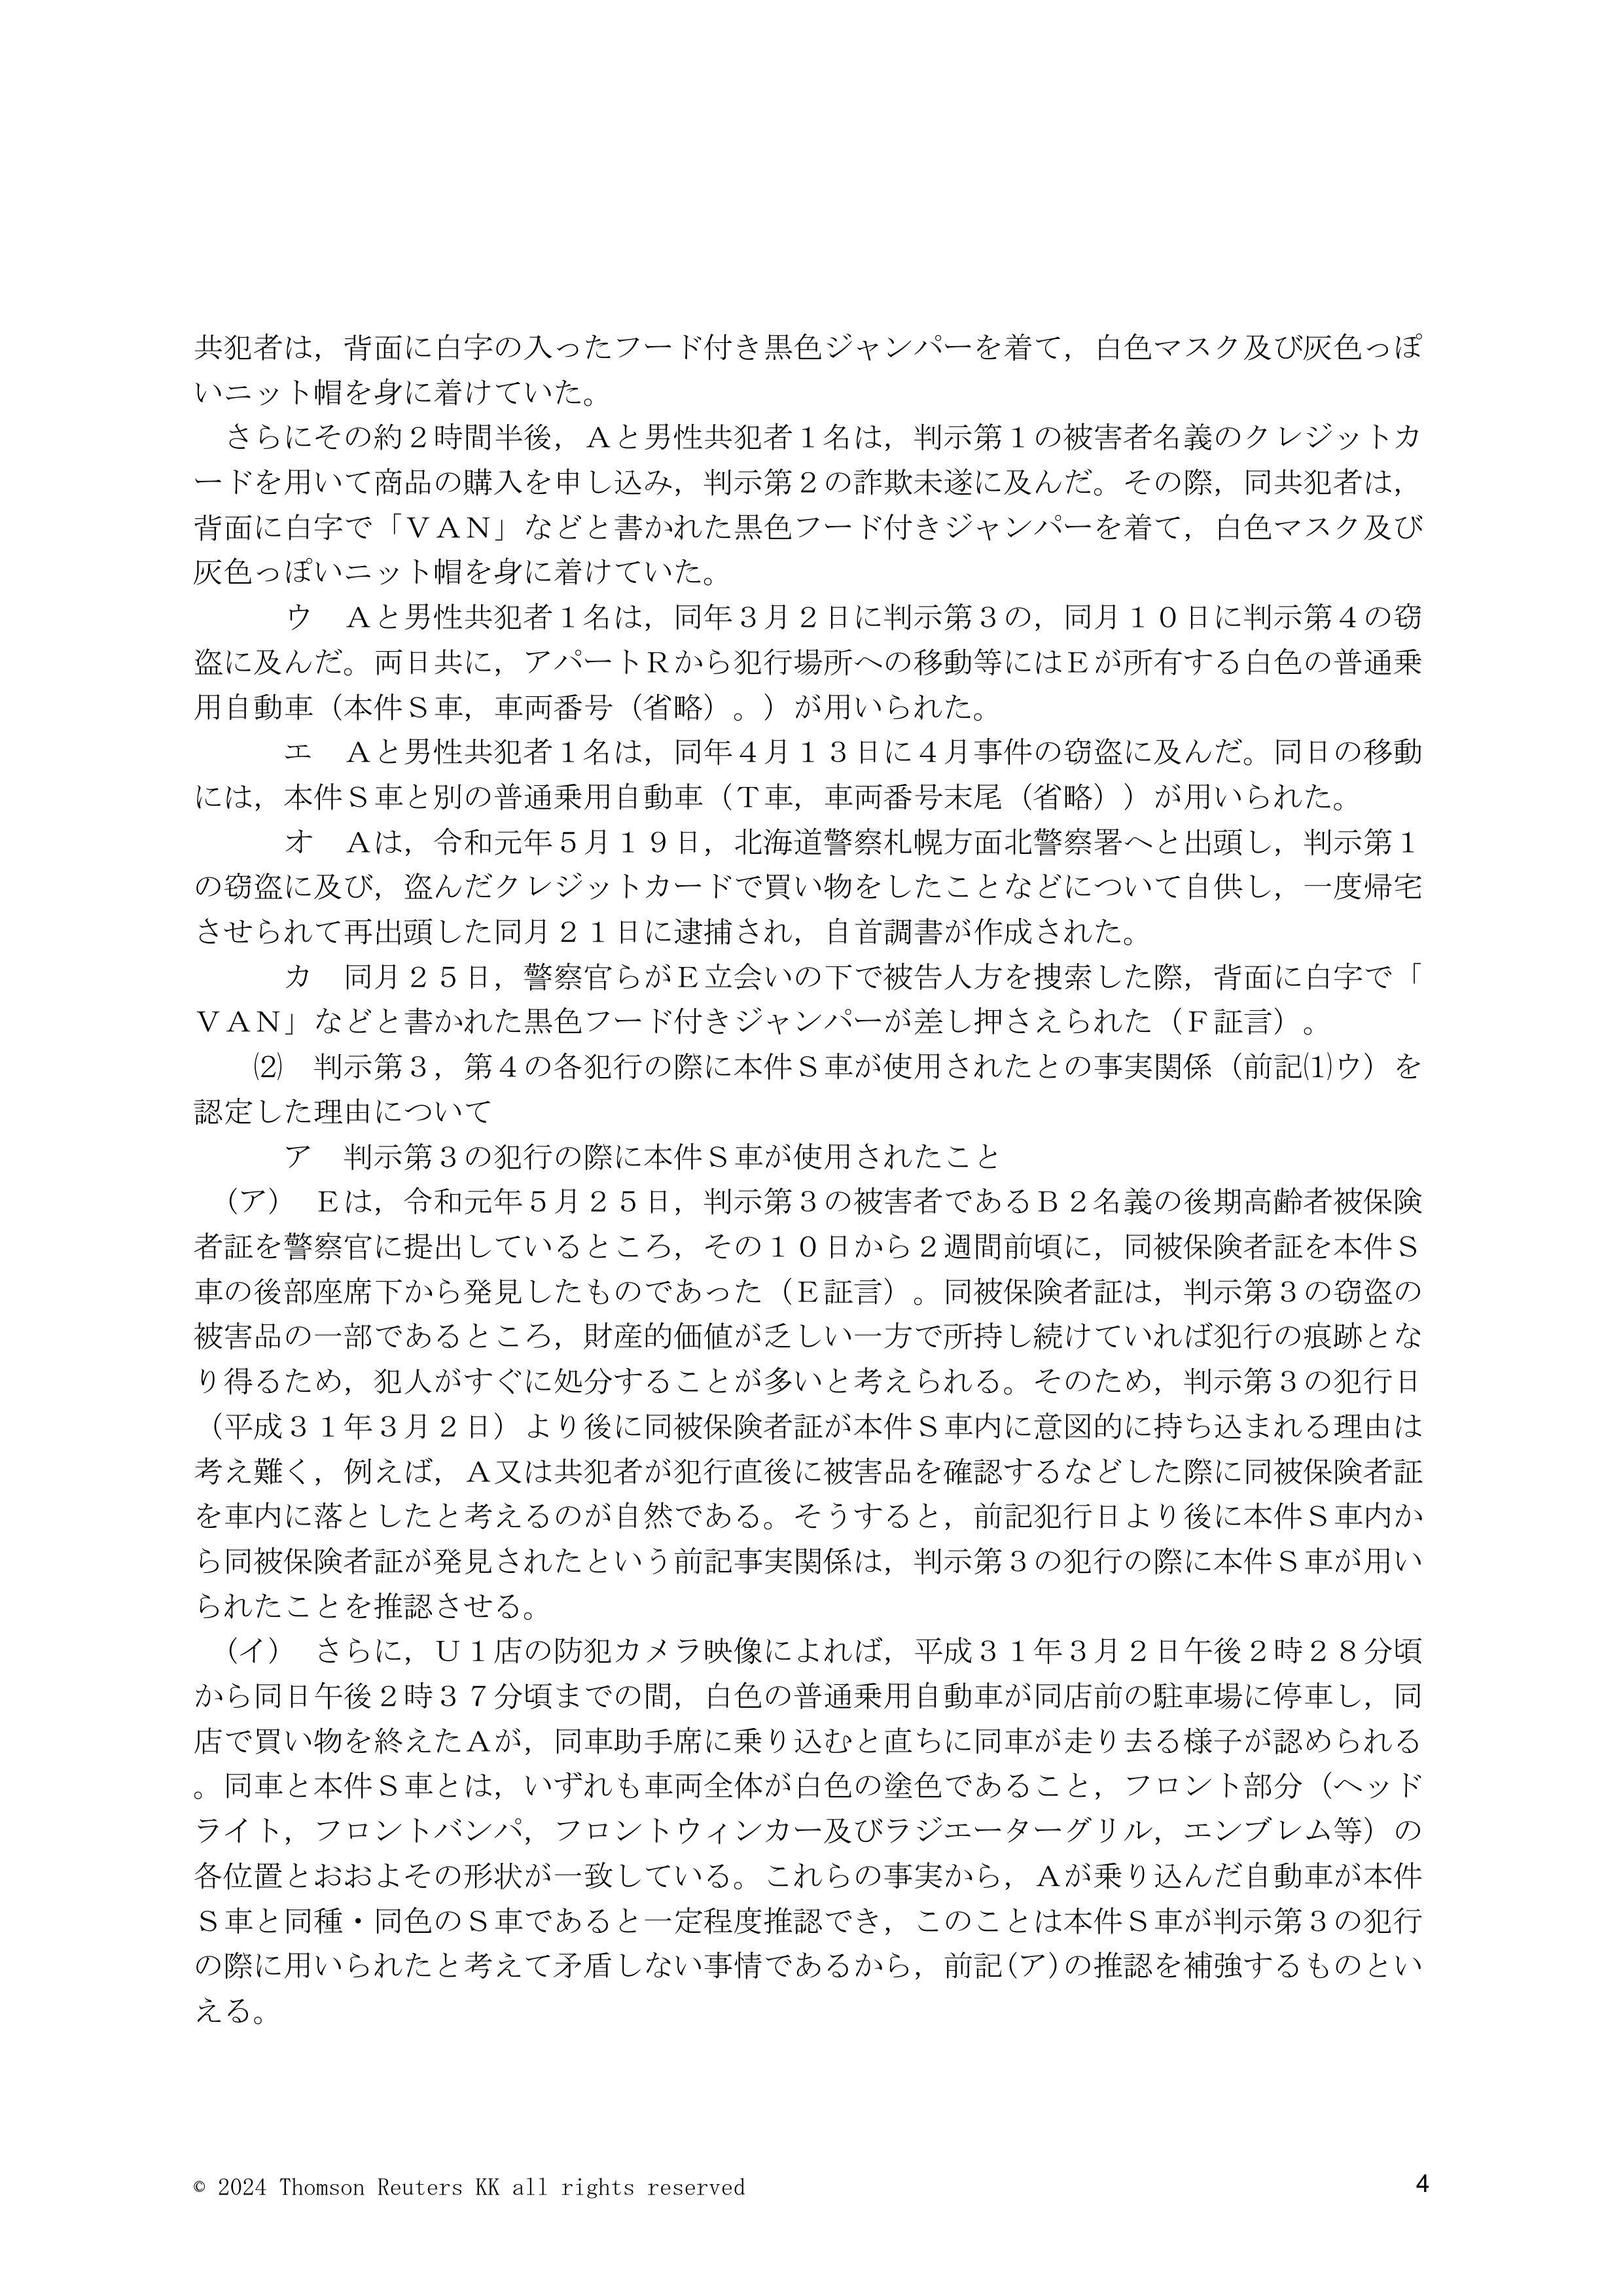 共犯者は，背面に白字の入ったフード付き黒色ジャンパーを着て，白色マスク及び灰色っぽ
いニット帽を身に着けていた。
　さらにその約２時間半後，Ａと男性共犯者１名は，判示第１の被害者名義のクレジットカ
ードを用いて商品の購入を申し込み，判示第２の詐欺未遂に及んだ。その際，同共犯者は，
背面に白字で「ＶＡＮ」などと書かれた黒色フード付きジャンパーを着て，白色マスク及び
灰色っぽいニット帽を身に着けていた。
　　　ウ　Ａと男性共犯者１名は，同年３月２日に判示第３の，同月１０日に判示第４の窃
盗に及んだ。両日共に，アパートＲから犯行場所への移動等にはＥが所有する白色の普通乗
用自動車（本件Ｓ車，車両番号（省略）。）が用いられた。
　　　エ　Ａと男性共犯者１名は，同年４月１３日に４月事件の窃盗に及んだ。同日の移動
には，本件Ｓ車と別の普通乗用自動車（Ｔ車，車両番号末尾（省略））が用いられた。
　　　オ　Ａは，令和元年５月１９日，北海道警察札幌方面北警察署へと出頭し，判示第１
の窃盗に及び，盗んだクレジットカードで買い物をしたことなどについて自供し，一度帰宅
させられて再出頭した同月２１日に逮捕され，自首調書が作成された。
　　　カ　同月２５日，警察官らがＥ立会いの下で被告人方を捜索した際，背面に白字で「
ＶＡＮ」などと書かれた黒色フード付きジャンパーが差し押さえられた（Ｆ証言）。
　　⑵　判示第３，第４の各犯行の際に本件Ｓ車が使用されたとの事実関係（前記⑴ウ）を
認定した理由について
　　　ア　判示第３の犯行の際に本件Ｓ車が使用されたこと
　（ア）　Ｅは，令和元年５月２５日，判示第３の被害者であるＢ２名義の後期高齢者被保険
者証を警察官に提出しているところ，その１０日から２週間前頃に，同被保険者証を本件Ｓ
車の後部座席下から発見したものであった（Ｅ証言）。同被保険者証は，判示第３の窃盗の
被害品の一部であるところ，財産的価値が乏しい一方で所持し続けていれば犯行の痕跡とな
り得るため，犯人がすぐに処分することが多いと考えられる。そのため，判示第３の犯行日
（平成３１年３月２日）より後に同被保険者証が本件Ｓ車内に意図的に持ち込まれる理由は
考え難く，例えば，Ａ又は共犯者が犯行直後に被害品を確認するなどした際に同被保険者証
を車内に落としたと考えるのが自然である。そうすると，前記犯行日より後に本件Ｓ車内か
ら同被保険者証が発見されたという前記事実関係は，判示第３の犯行の際に本件Ｓ車が用い
られたことを推認させる。
　（イ）　さらに，Ｕ１店の防犯カメラ映像によれば，平成３１年３月２日午後２時２８分頃
から同日午後２時３７分頃までの間，白色の普通乗用自動車が同店前の駐車場に停車し，同
店で買い物を終えたＡが，同車助手席に乗り込むと直ちに同車が走り去る様子が認められる
。同車と本件Ｓ車とは，いずれも車両全体が白色の塗色であること，フロント部分（ヘッド
ライト，フロントバンパ，フロントウィンカー及びラジエーターグリル，エンブレム等）の
各位置とおおよその形状が一致している。これらの事実から，Ａが乗り込んだ自動車が本件
Ｓ車と同種・同色のＳ車であると一定程度推認でき，このことは本件Ｓ車が判示第３の犯行
の際に用いられたと考えて矛盾しない事情であるから，前記(ア)の推認を補強するものとい
える。
© 2024 Thomson Reuters KK all rights reserved
4